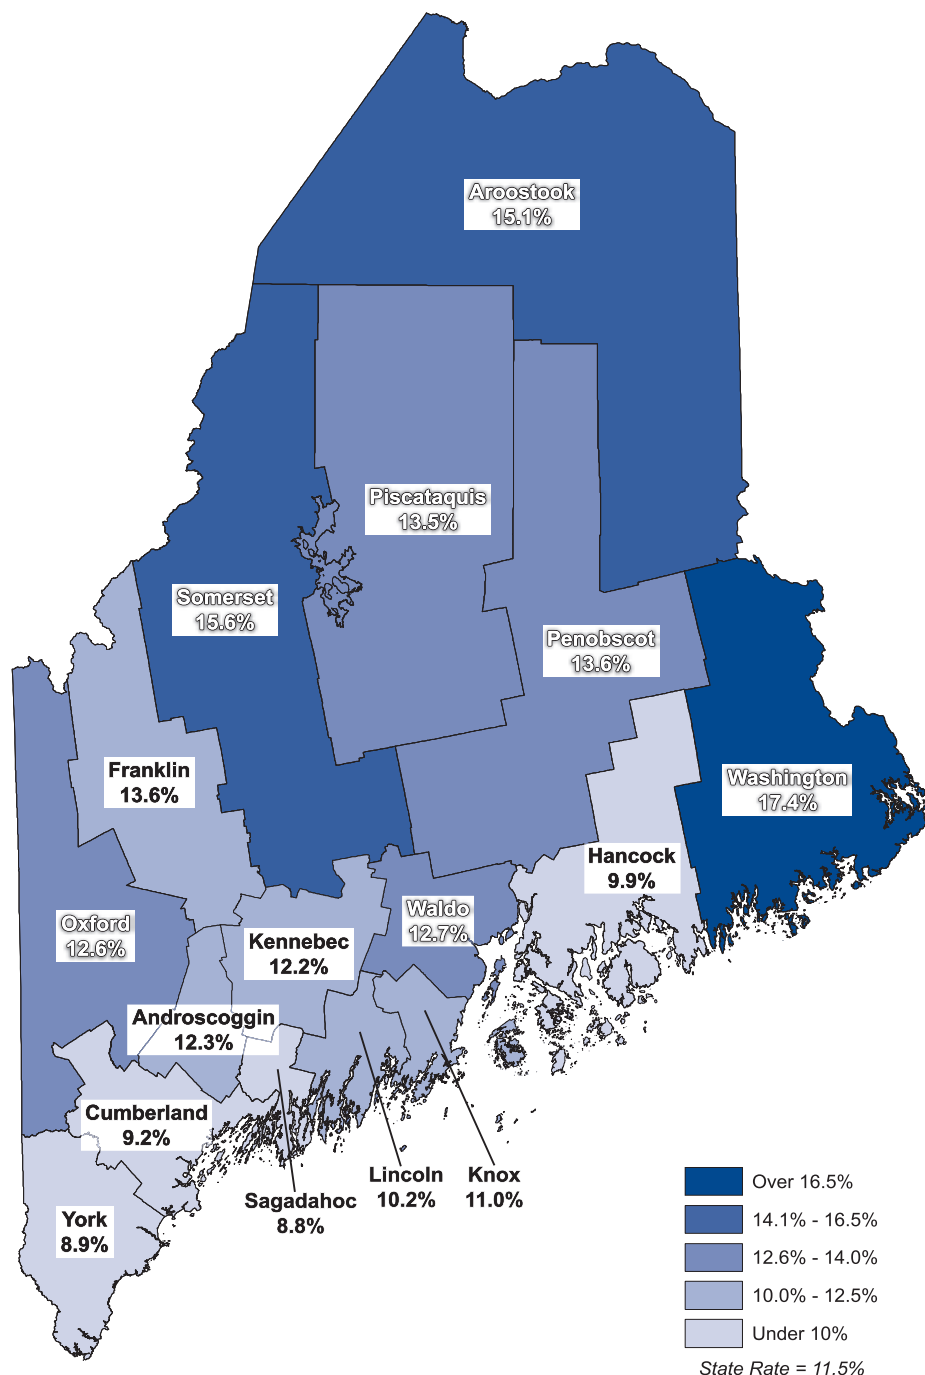 Aroostook
15.1%
Piscataquis
13.5%
Somerset
15.6%
Penobscot
13.6%
Franklin
13.6%
Washington
17.4%
Hancock
9.9%
Oxford
12.6%
Waldo
12.7%
Kennebec
12.2%
Androscoggin
12.3%
Cumberland
9.2%
Lincoln
10.2%
Knox
11.0%
Sagadahoc
8.8%
York
8.9%
Over 16.5%
14.1% - 16.5%
12.6% - 14.0%
10.0% - 12.5%
Under 10%
State Rate = 11.5%